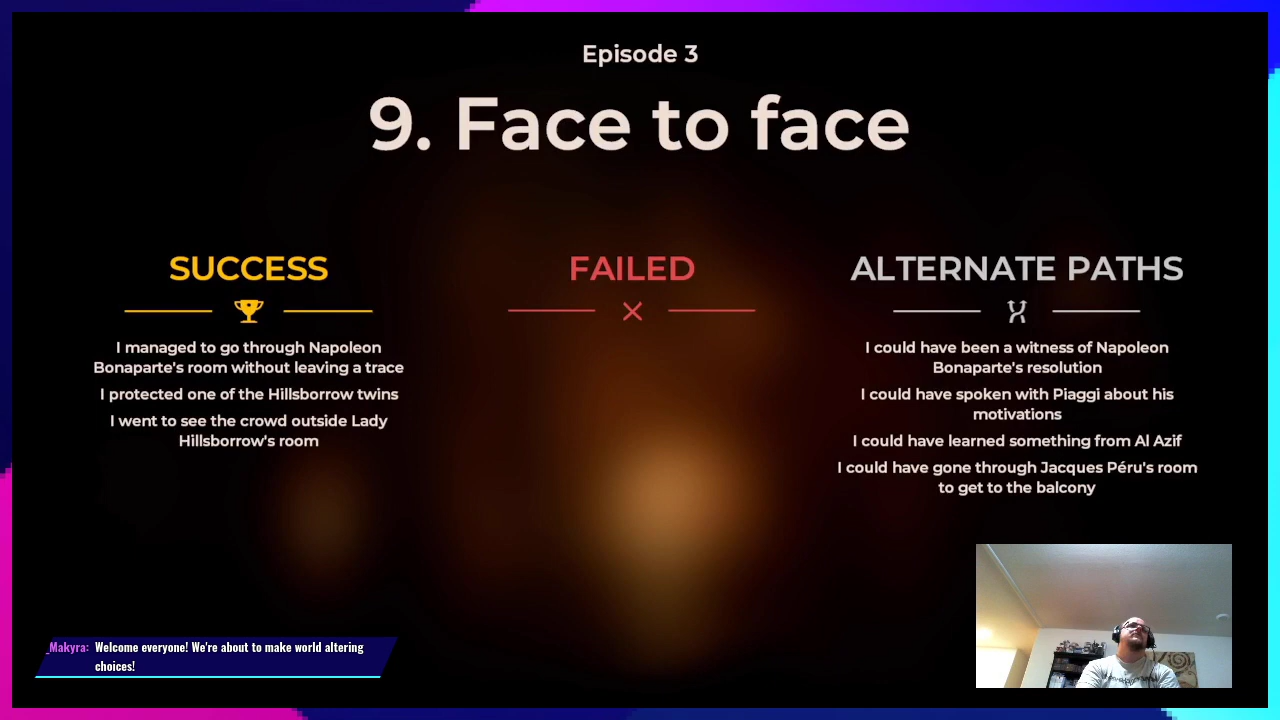 Episode 3
9. Face to face
SUCCESS
I managed to go through Napoleon
Bonaparte's room without leaving a trace
I protected one of the Hillsborrow twins
I went to see the crowd outside Lady
Hillsborrow's room
FAILED
ALTERNATE PATHS
I could have been a witness of Napoleon
Bonaparte's resolution
I could have spoken with Piaggi about his
motivations
I could have learned something from Al Azif
I could have gone through Jacques Péru's room
to get to the balcony
_Makyra: Welcome everyone! We're about to make world altering
choices!